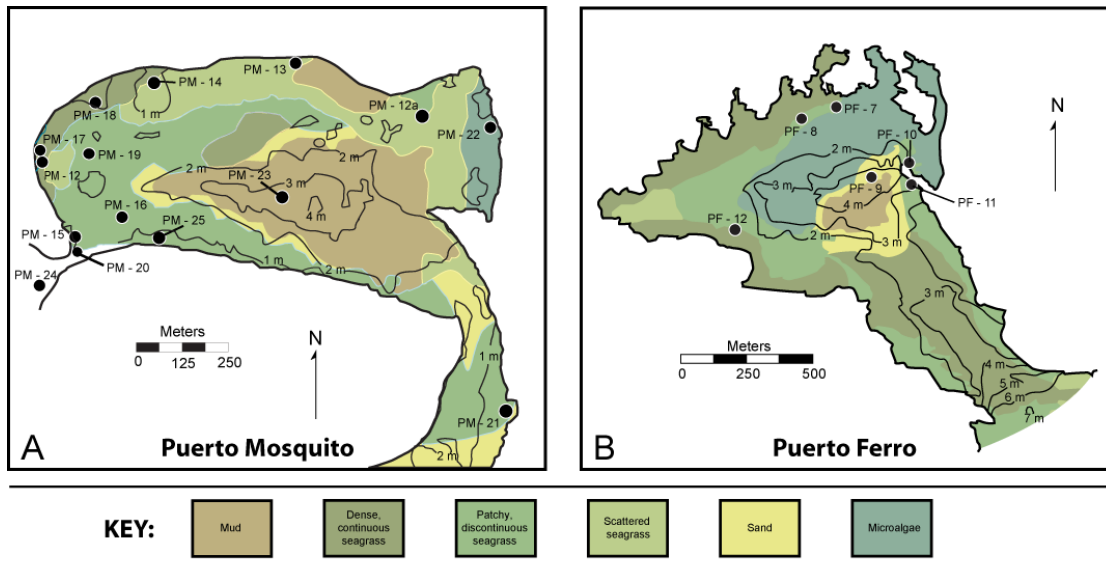 PM - 13
PM - 14
1 m
PM - 12a
PM - 18
PM - 22
PM - 17
PM - 19
PM - 12
2 m
2 m
PM - 23
3 m
4 m
PM - 16
PM - 25
PM - 15
PM - 20
1 m
2 m
PM - 24
Meters
0 125 250
N
1 m
PM - 21
2 m
A
Puerto Mosquito
PF - 7
PF - 8
N
PF - 10
2 m
3 m
PF - 9
4 m
PF - 11
PF - 12
2 m
3 m
3 m
Meters
0 250 500
4 m
5 m
6 m
7 m
B
Puerto Ferro
KEY:
Mud
Dense,
continuous
seagrass
Patchy,
discontinuous
seagrass
Scattered
seagrass
Sand
Microalgae